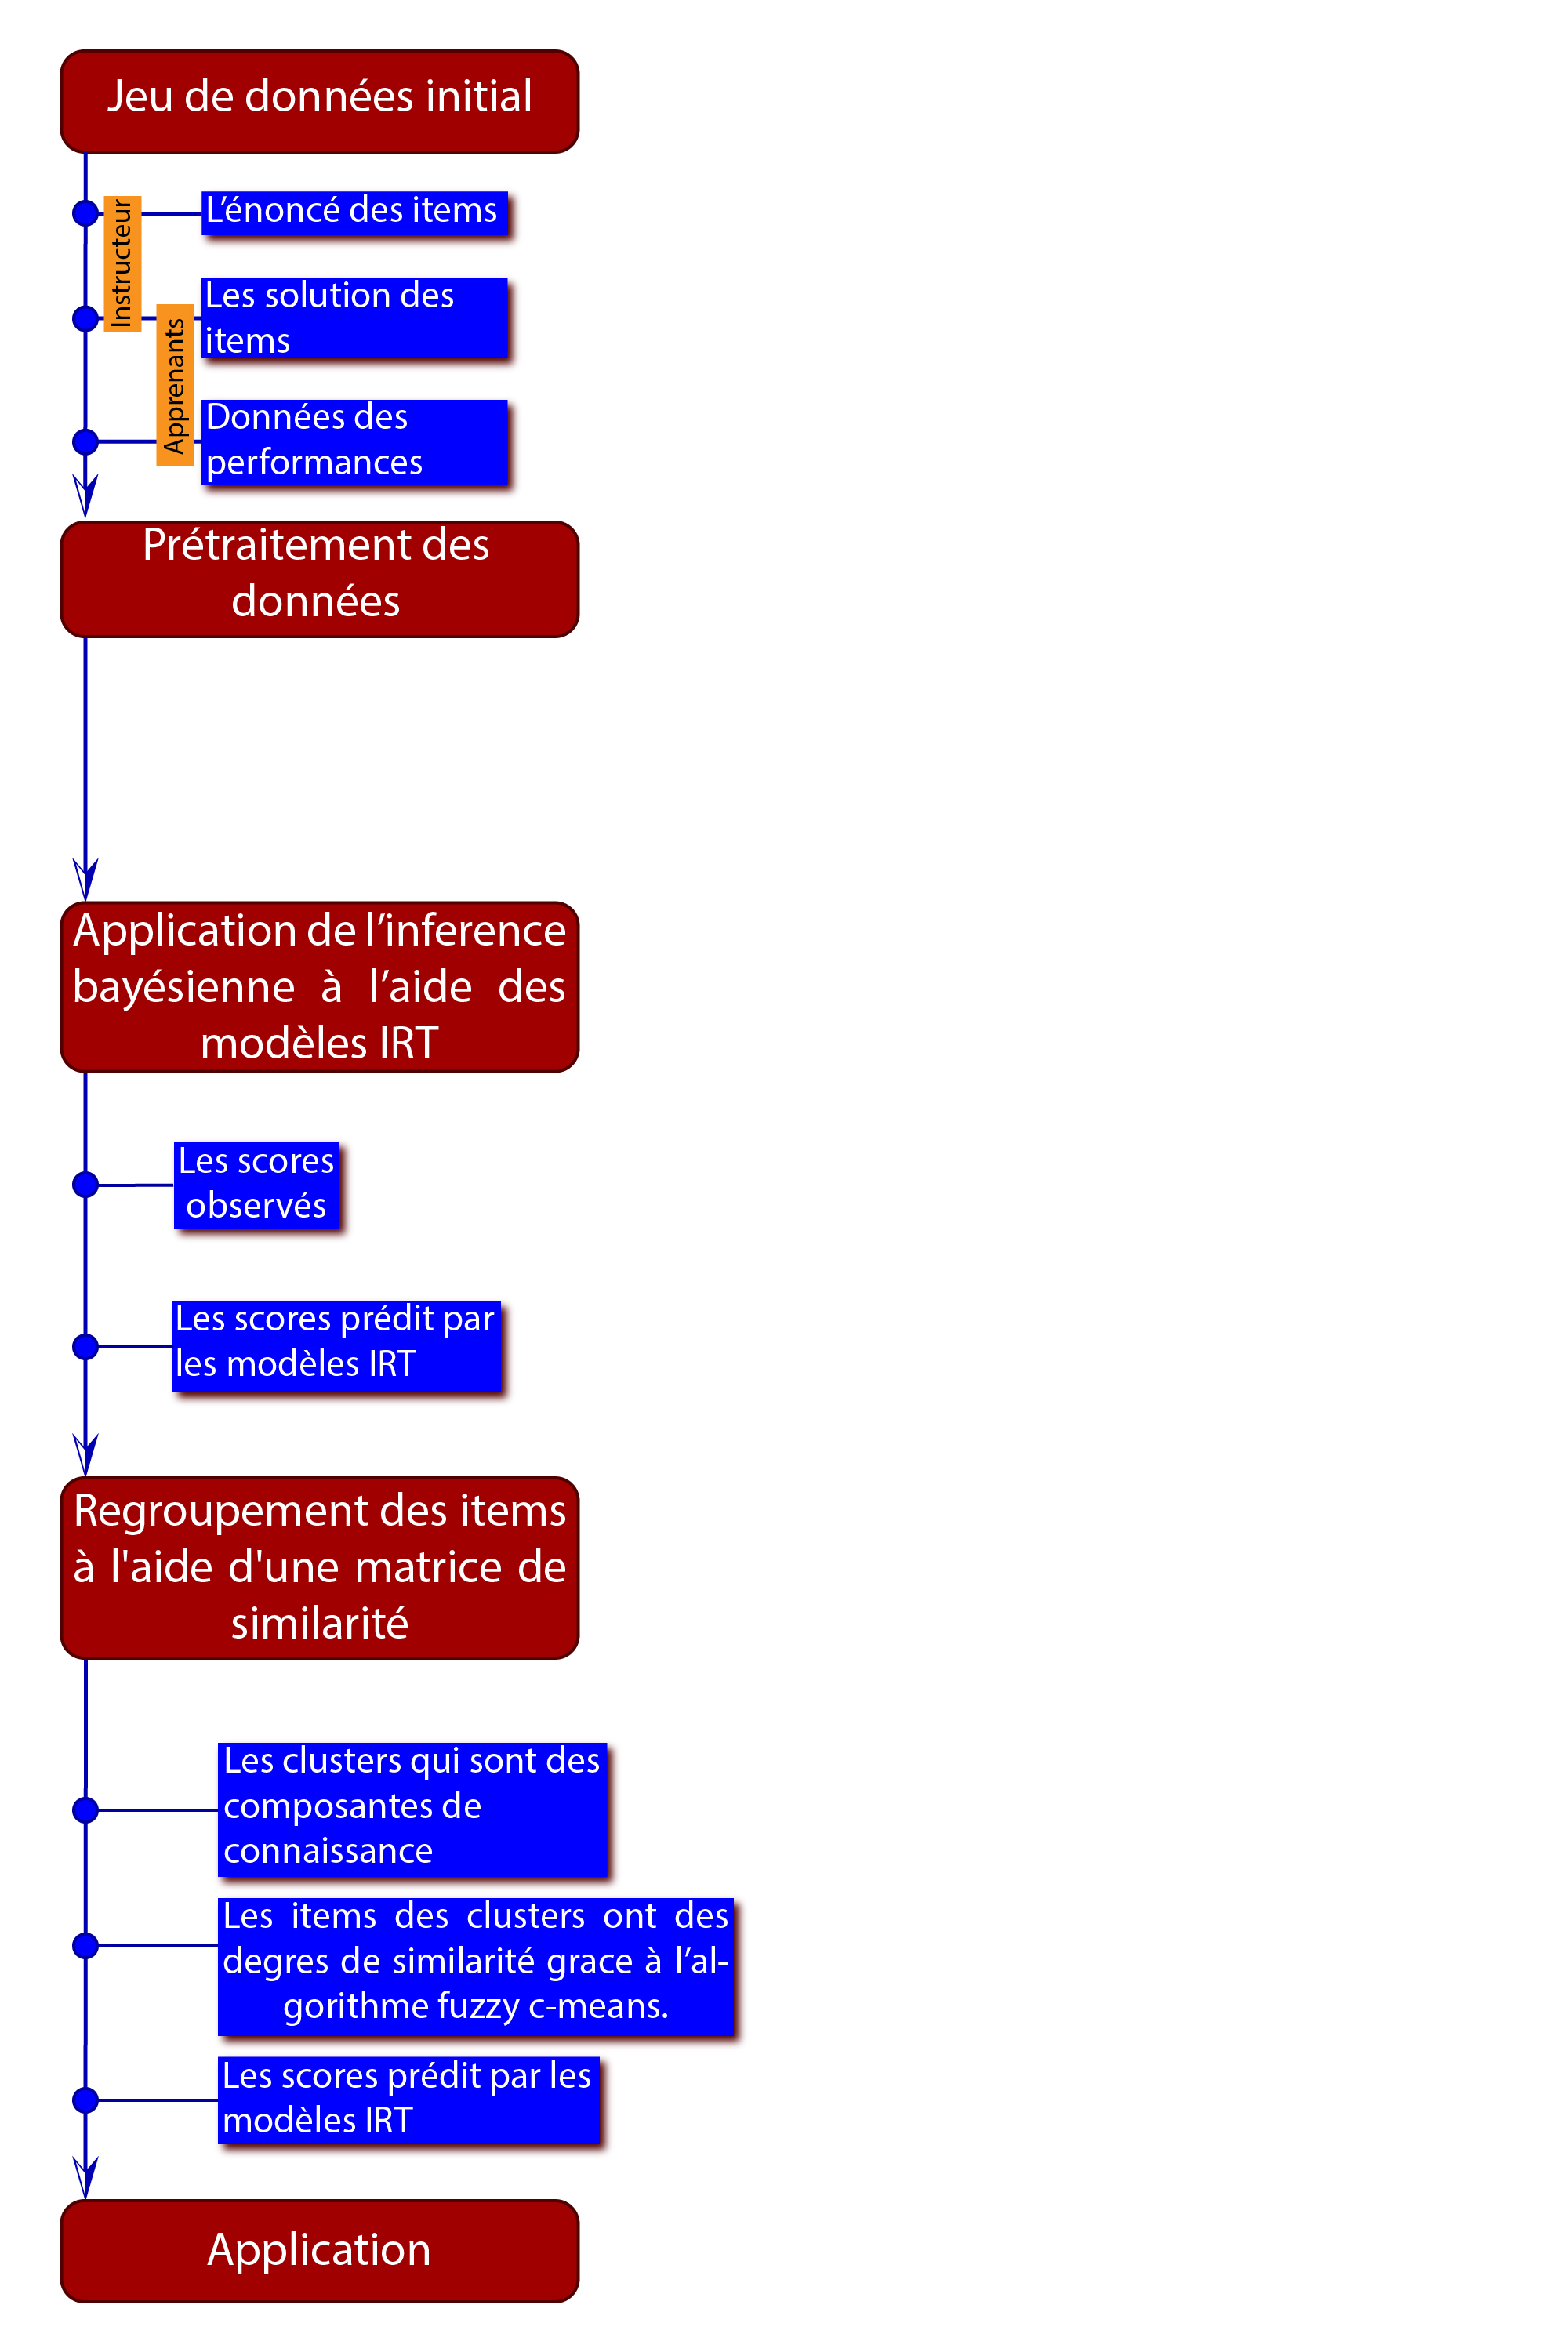 Jeu de données initial
Instructeur
L'énoncé des items
Les solution des
items
Apprenants
Données des
performances
Prétraitement des
données
Application de l'inference
bayésienne à l'aide des
modèles IRT
Les scores
observés
Les scores prédit par
les modèles IRT
Regroupement des items
à l'aide d'une matrice de
similarité
Les clusters qui sont des
composantes de
connaissance
Les items des clusters ont des
degres de similarité grace à l'al-
gorithme fuzzy c-means.
Les scores prédit par les
modèles IRT
Application